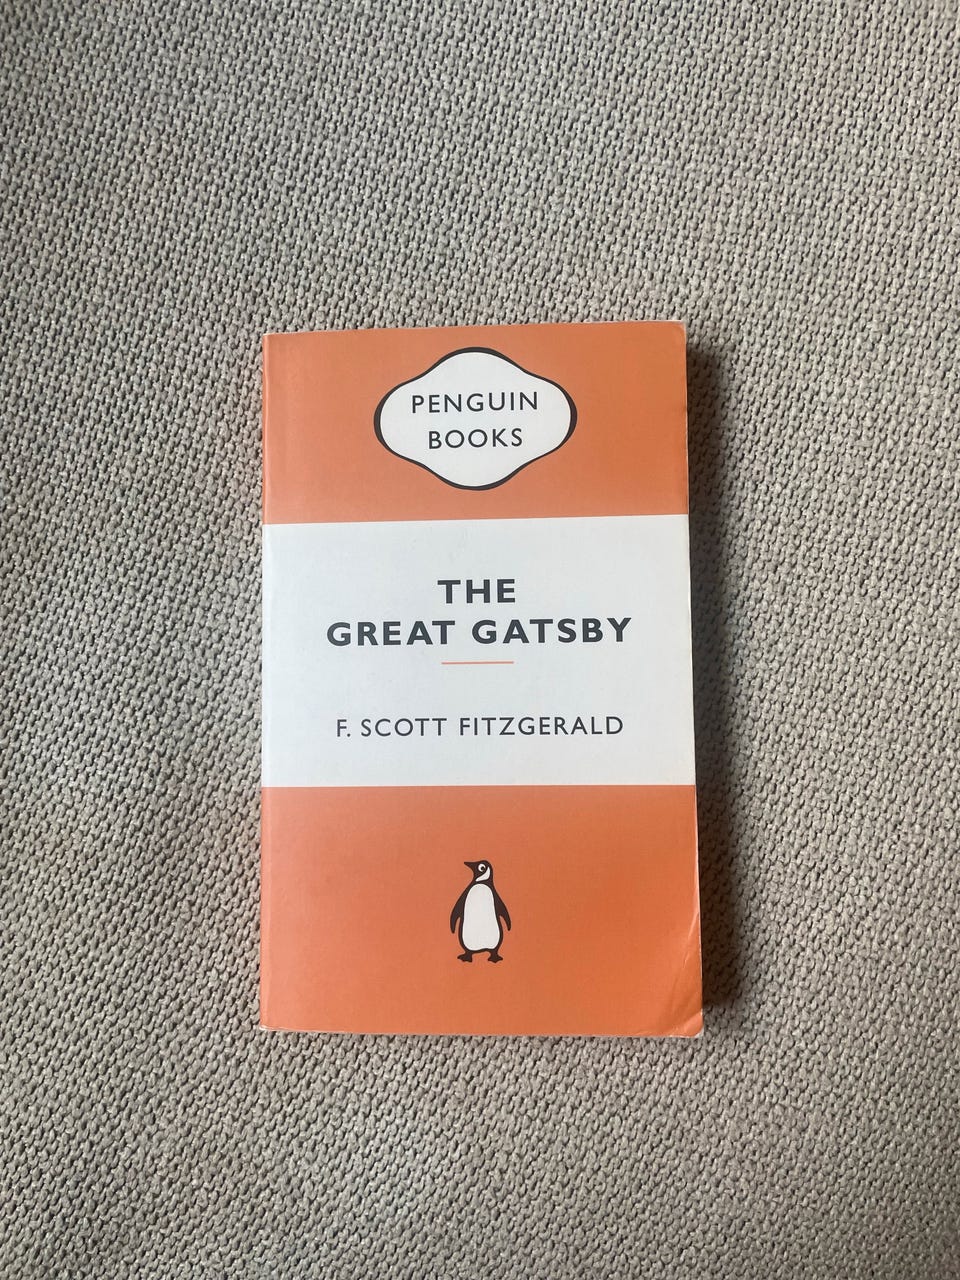 PENGUIN
BOOKS
THE
GREAT GATSBY
F. SCOTT FITZGERALD